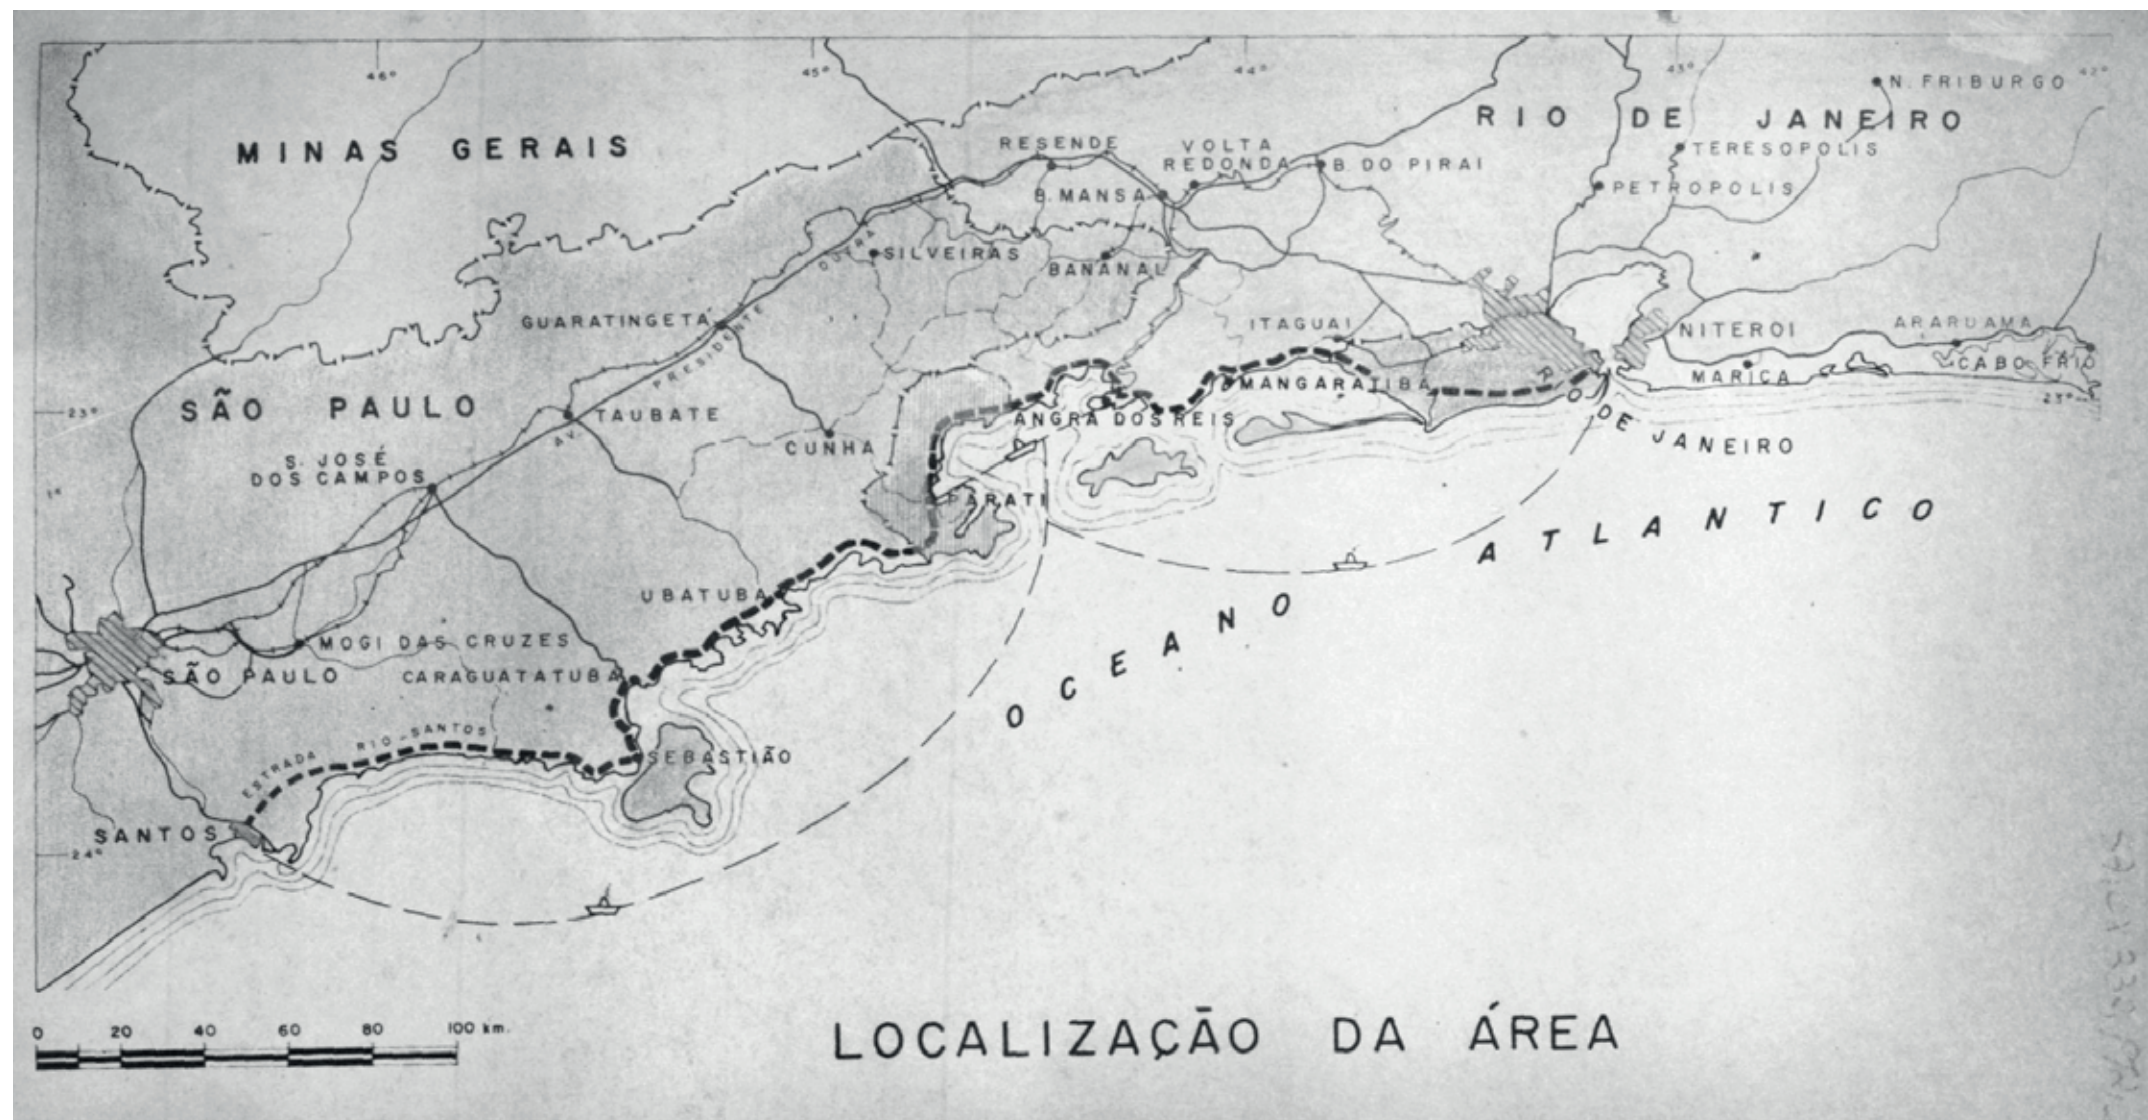 46°
45°
44°
43°
42°
N. FRIBURGO
MINAS GERAIS
RIO DE JANEIRO
RESENDE
VOLTA
REDONDA
B. DO PIRAI
TERESOPOLIS
B. MANSA
PETROPOLIS
SILVEIRAS
BANANAL
DUTRA
GUARATINGETÁ
PRESIDENTE
AV.
ITAGUAI
NITEROI
ARARUAMA
CABO FRIO
MARICA
MANGARATIBA
23°
23°
SÃO PAULO
TAUBATE
CUNHA
ANGRA DOS REIS
RIO DE JANEIRO
S. JOSÉ
DOS CAMPOS
PARATI
OCEANO ATLANTICO
UBATUBA
MOGI DAS CRUZES
SÃO PAULO
CARAGUATATUBA
ESTRADA RIO-SANTOS
SEBASTIÃO
SANTOS
24°
0 20 40 60 80 100 km.
LOCALIZAÇÃO DA ÁREA